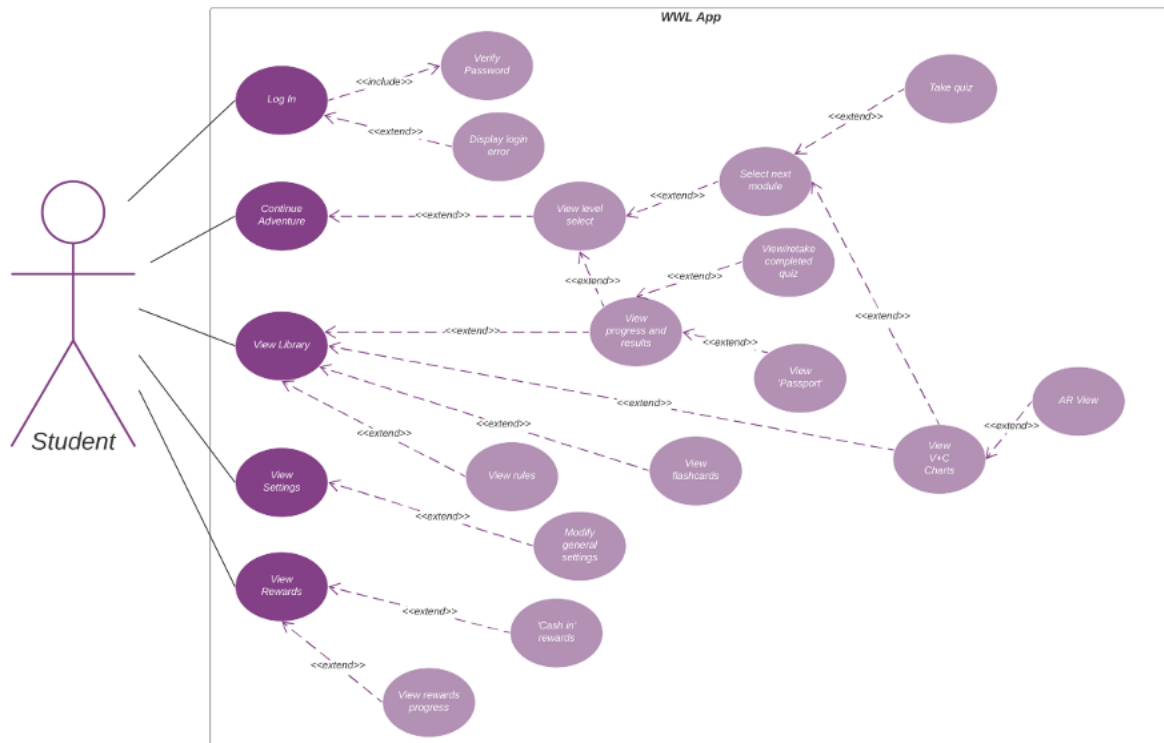 WWL App
Verify
Password
Take quiz
<<include>>
Log In
<<extend>>
<<extend>>
Display login
error
Select next
module
<<extend>>
Continue
Adventure
<<extend>>
View level
select
View/retake
completed
quiz
<<extend>>
<<extend>>
<<extend>>
View
progress and
results
<<extend>>
<<extend>>
View Library
View
'Passport'
<<extend>>
AR View
<<extend>>
<<extend>>
<<extend>>
Student
View
V+C
Charts
View
flashcards
View rules
View
Settings
<<extend>>
Modify
general
settings
View
Rewards
<<extend>>
'Cash in'
rewards
<<extend>>
View rewards
progress